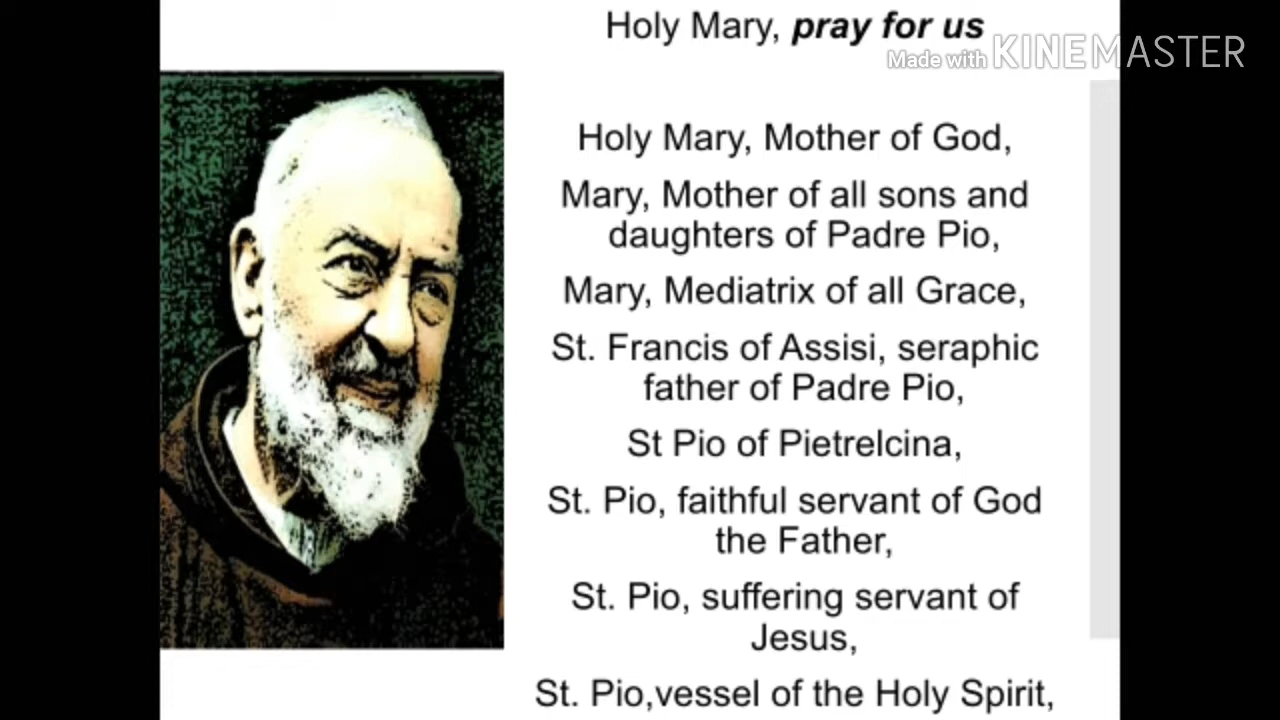 Holy Mary, pray for us
Made with KINEMASTER
Holy Mary, Mother of God,
Mary, Mother of all sons and
daughters of Padre Pio,
Mary, Mediatrix of all Grace,
St. Francis of Assisi, seraphic
father of Padre Pio,
St Pio of Pietrelcina,
St. Pio, faithful servant of God
the Father,
St. Pio, suffering servant of
Jesus,
St. Pio,vessel of the Holy Spirit,